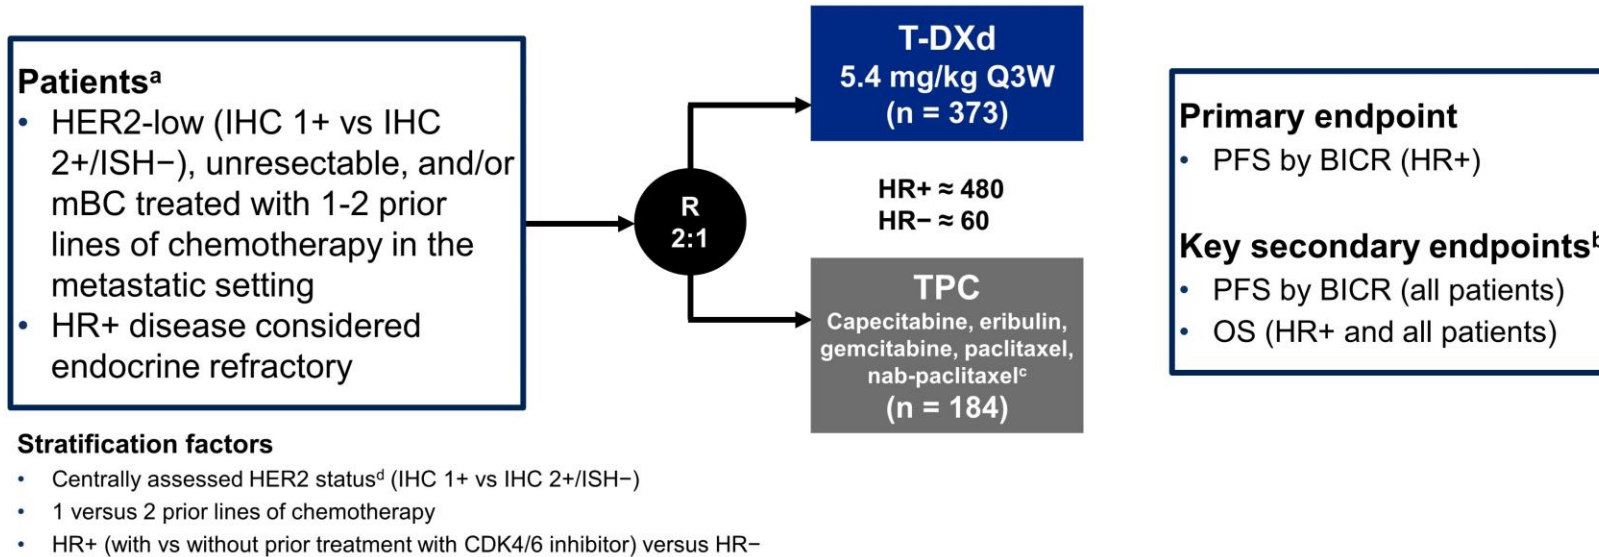 Patientsᵃ
• HER2-low (IHC 1+ vs IHC
2+/ISH−), unresectable, and/or
mBC treated with 1-2 prior
lines of chemotherapy in the
metastatic setting
• HR+ disease considered
endocrine refractory
R
2:1
T-DXd
5.4 mg/kg Q3W
(n = 373)
HR+ ≈ 480
HR− ≈ 60
TPC
Capecitabine, eribulin,
gemcitabine, paclitaxel,
nab-paclitaxelᶜ
(n = 184)
Primary endpoint
• PFS by BICR (HR+)
Key secondary endpointsᵇ
• PFS by BICR (all patients)
• OS (HR+ and all patients)
Stratification factors
• Centrally assessed HER2 statusᵈ (IHC 1+ vs IHC 2+/ISH−)
• 1 versus 2 prior lines of chemotherapy
• HR+ (with vs without prior treatment with CDK4/6 inhibitor) versus HR−